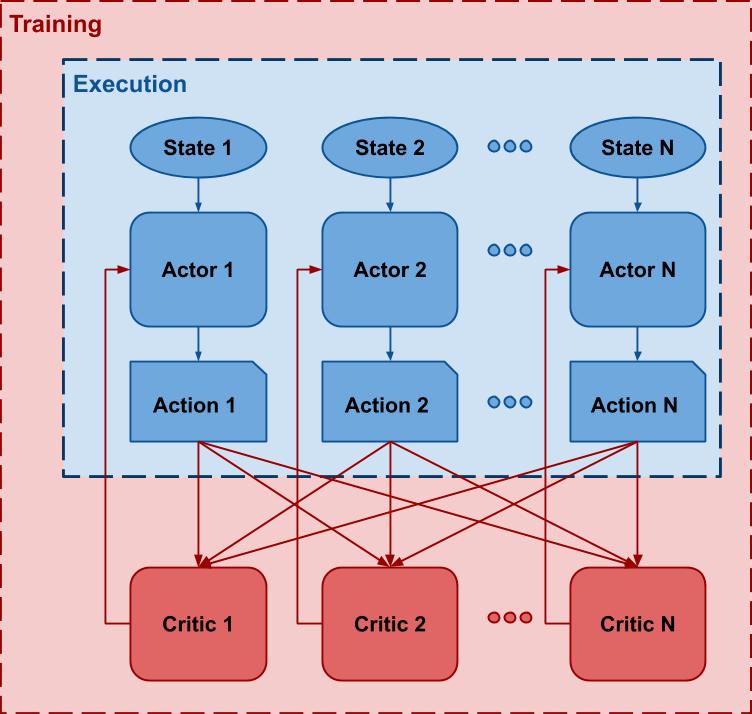 Training
Execution
State 1
State 2
State N
Actor 1
Actor 2
Actor N
Action 1
Action 2
Action N
Critic 1
Critic 2
Critic N